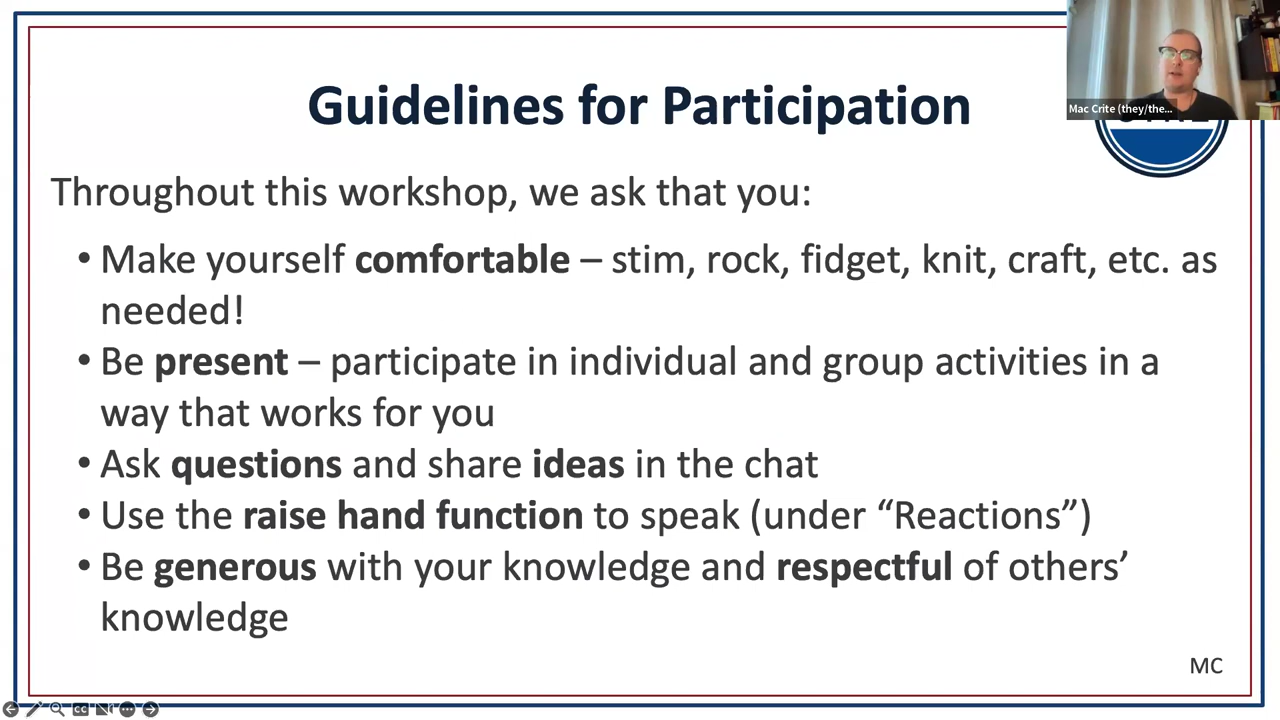 Guidelines for Participation
Mac Crite (they/the...
Throughout this workshop, we ask that you:
• Make yourself comfortable – stim, rock, fidget, knit, craft, etc. as
needed!
• Be present – participate in individual and group activities in a
way that works for you
• Ask questions and share ideas in the chat
• Use the raise hand function to speak (under “Reactions”)
• Be generous with your knowledge and respectful of others’
knowledge
MC
CC